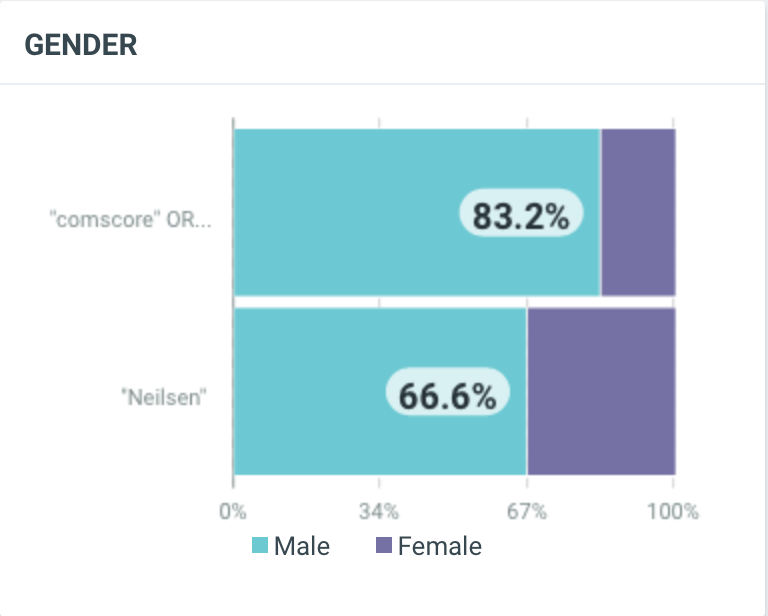 GENDER
"comscore" OR...
83.2%
"Neilsen"
66.6%
0% 34% 67% 100%
Male Female